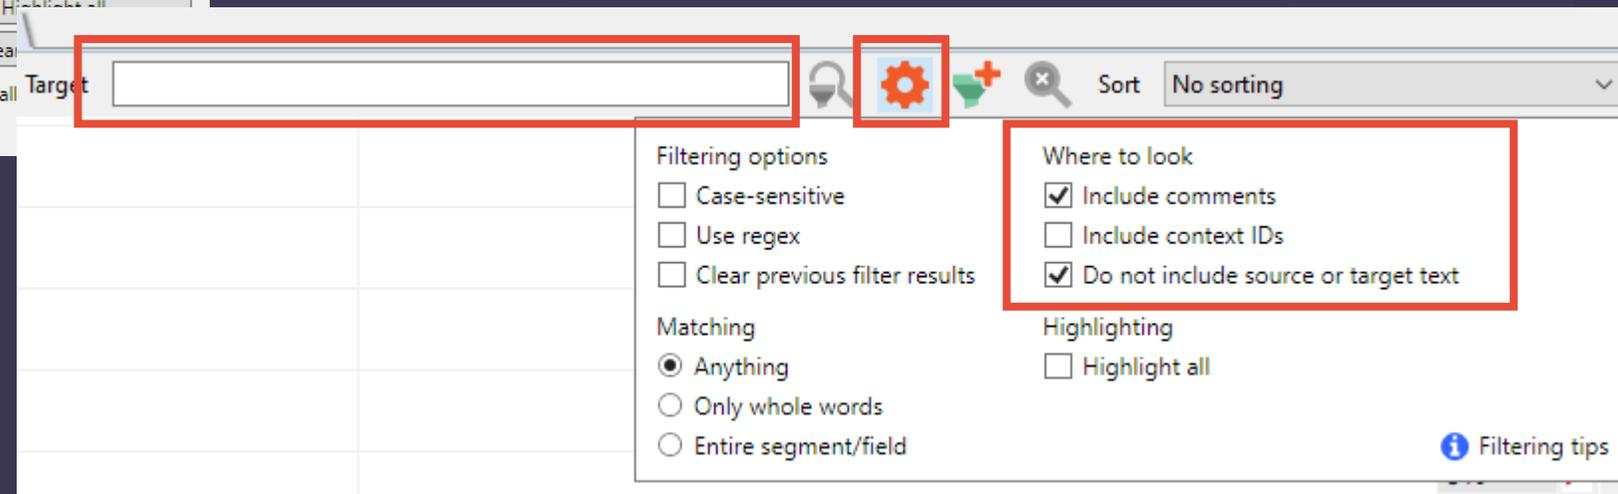 Highlight all
Target
Sort
No sorting
Filtering options
Case-sensitive
Use regex
Clear previous filter results
Matching
Anything
Only whole words
Entire segment/field
Where to look
Include comments
Include context IDs
Do not include source or target text
Highlighting
Highlight all
Filtering tips